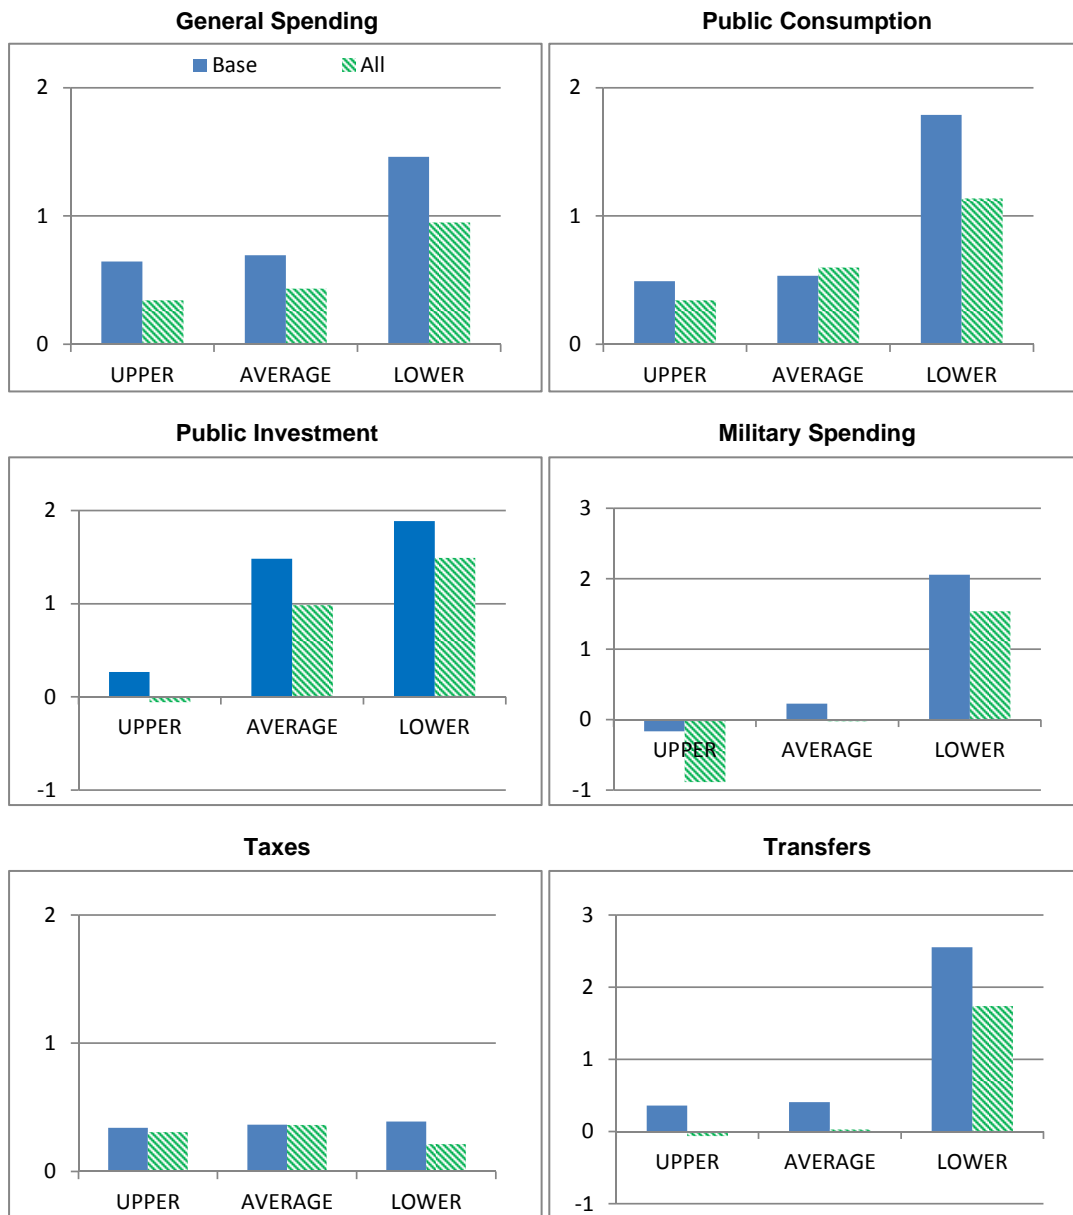 General Spending
Base All
2
1
0
UPPER AVERAGE LOWER
Public Consumption
2
1
0
UPPER AVERAGE LOWER
Public Investment
2
1
0
-1
UPPER AVERAGE LOWER
Military Spending
3
2
1
0
-1
UPPER AVERAGE LOWER
Taxes
2
1
0
UPPER AVERAGE LOWER
Transfers
3
2
1
0
-1
UPPER AVERAGE LOWER